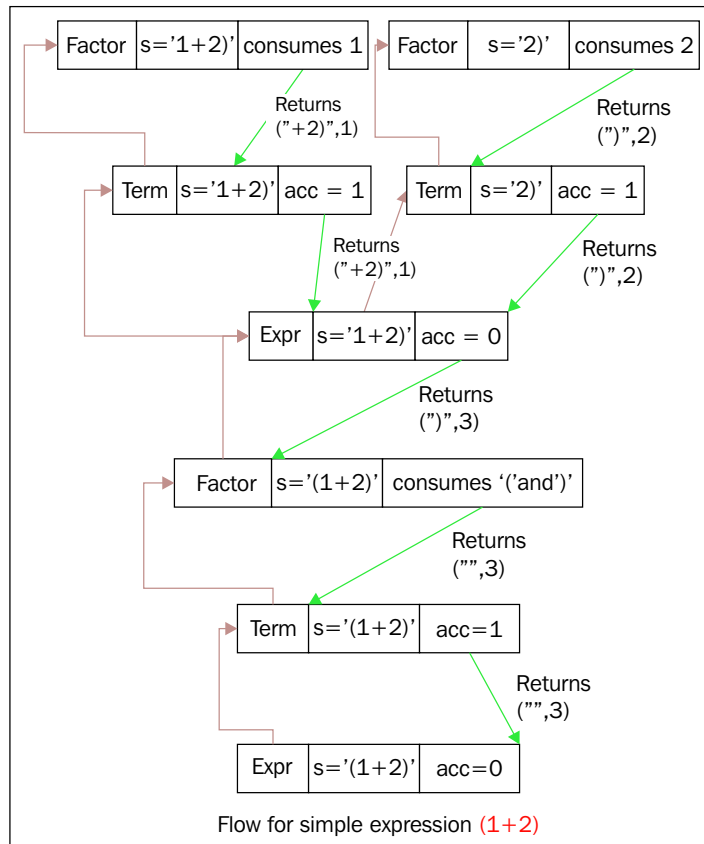 Factor s='1+2)' consumes 1
Factor s='2)' consumes 2
Returns
("+2)",1)
Returns
(")",2)
Term s='1+2)' acc = 1
Term s='2)' acc = 1
Returns
("+2)",1)
Returns
(")",2)
Expr s='1+2)' acc = 0
Returns
(")",3)
Factor s='(1+2)' consumes '('and')'
Returns
("",3)
Term s='(1+2)' acc=1
Returns
("",3)
Expr s='(1+2)' acc=0
Flow for simple expression (1+2)